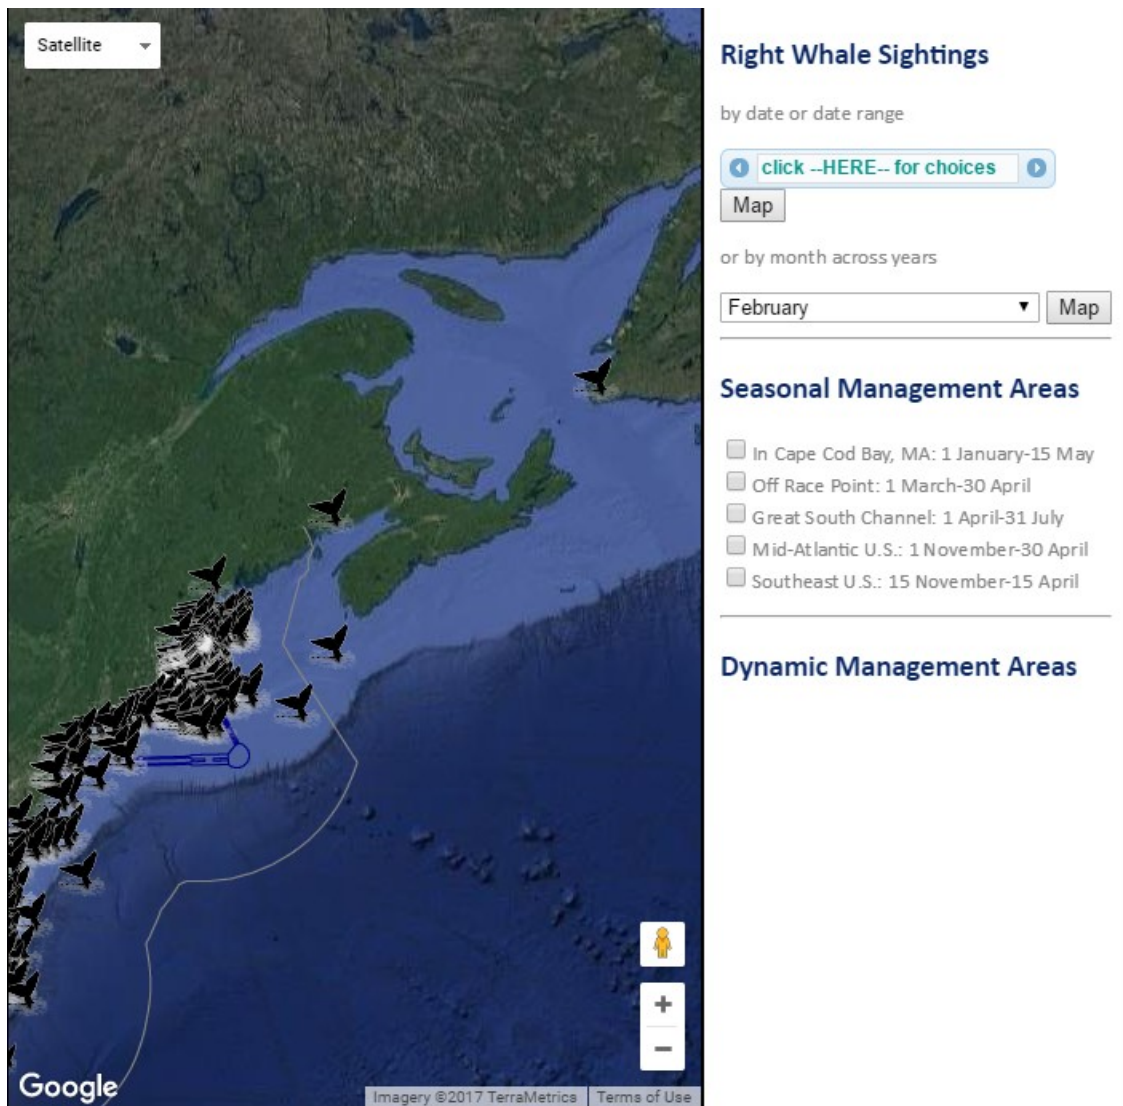 Satellite
Right Whale Sightings
by date or date range
click --HERE-- for choices
Map
or by month across years
February
Map
Seasonal Management Areas
In Cape Cod Bay, MA: 1 January-15 May
Off Race Point: 1 March-30 April
Great South Channel: 1 April-31 July
Mid-Atlantic U.S.: 1 November-30 April
Southeast U.S.: 15 November-15 April
Dynamic Management Areas
Google
Imagery ©2017 TerraMetrics
Terms of Use